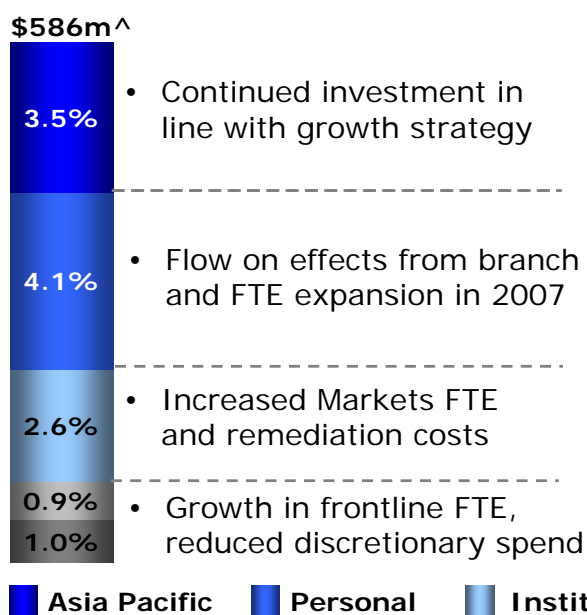 $586m^
3.5%
• Continued investment in
line with growth strategy
4.1%
• Flow on effects from branch
and FTE expansion in 2007
2.6%
• Increased Markets FTE
and remediation costs
0.9%
1.0%
• Growth in frontline FTE,
reduced discretionary spend
Asia Pacific Personal